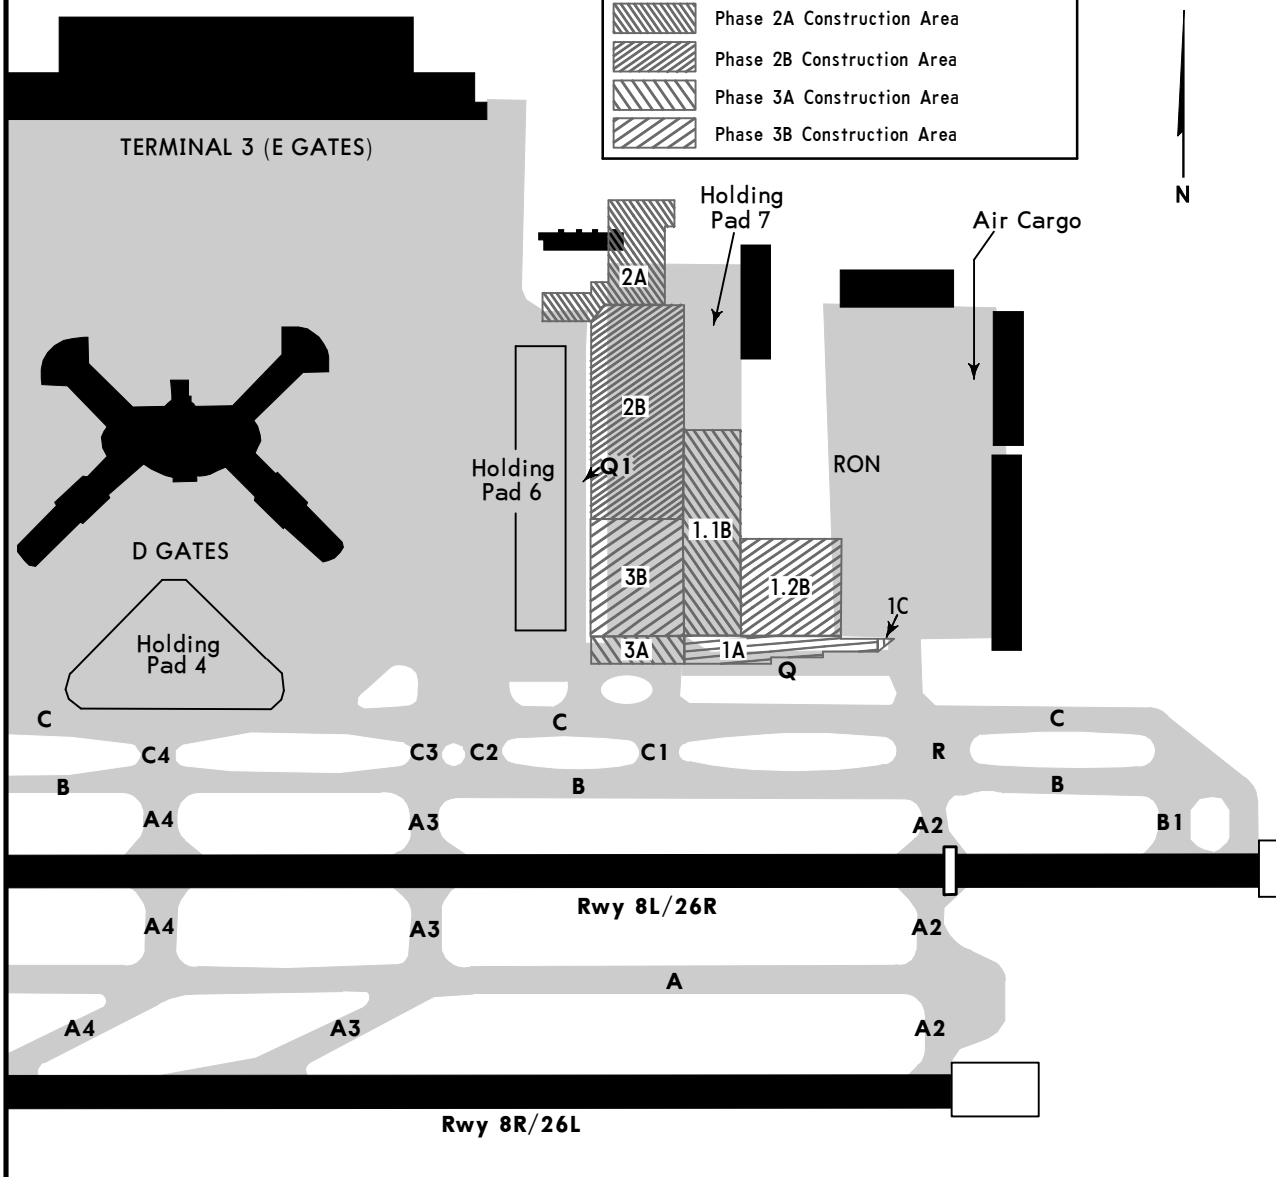 Phase 2A Construction Area
Phase 2B Construction Area
Phase 3A Construction Area
Phase 3B Construction Area
N
TERMINAL 3 (E GATES)
Holding
Pad 7
Air Cargo
2A
2B
Q1
Holding
Pad 6
RON
1.1B
D GATES
3B
1.2B
1C
Holding
Pad 4
3A
1A
Q
C
C
C
C4
C3
C2
C1
R
B
B
B
A4
A3
A2
B1
Rwy 8L/26R
A4
A3
A2
A
A4
A3
A2
Rwy 8R/26L